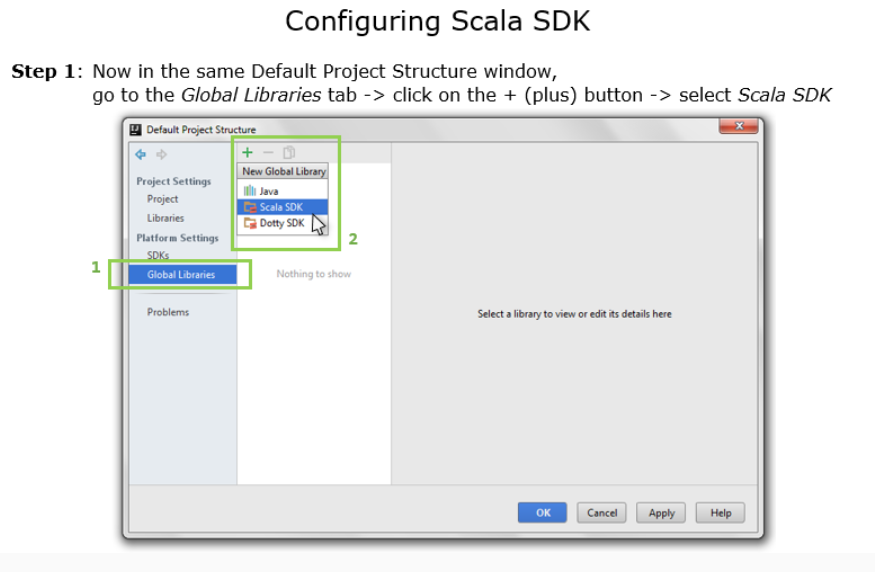 Configuring Scala SDK
Step 1: Now in the same Default Project Structure window,
go to the Global Libraries tab -> click on the + (plus) button -> select Scala SDK
Default Project Structure
Project Settings
Project
Libraries
Platform Settings
SDKs
1
Global Libraries
Problems
New Global Library
Java
Scala SDK
Dotty SDK
2
Nothing to show
Select a library to view or edit its details here
OK
Cancel
Apply
Help